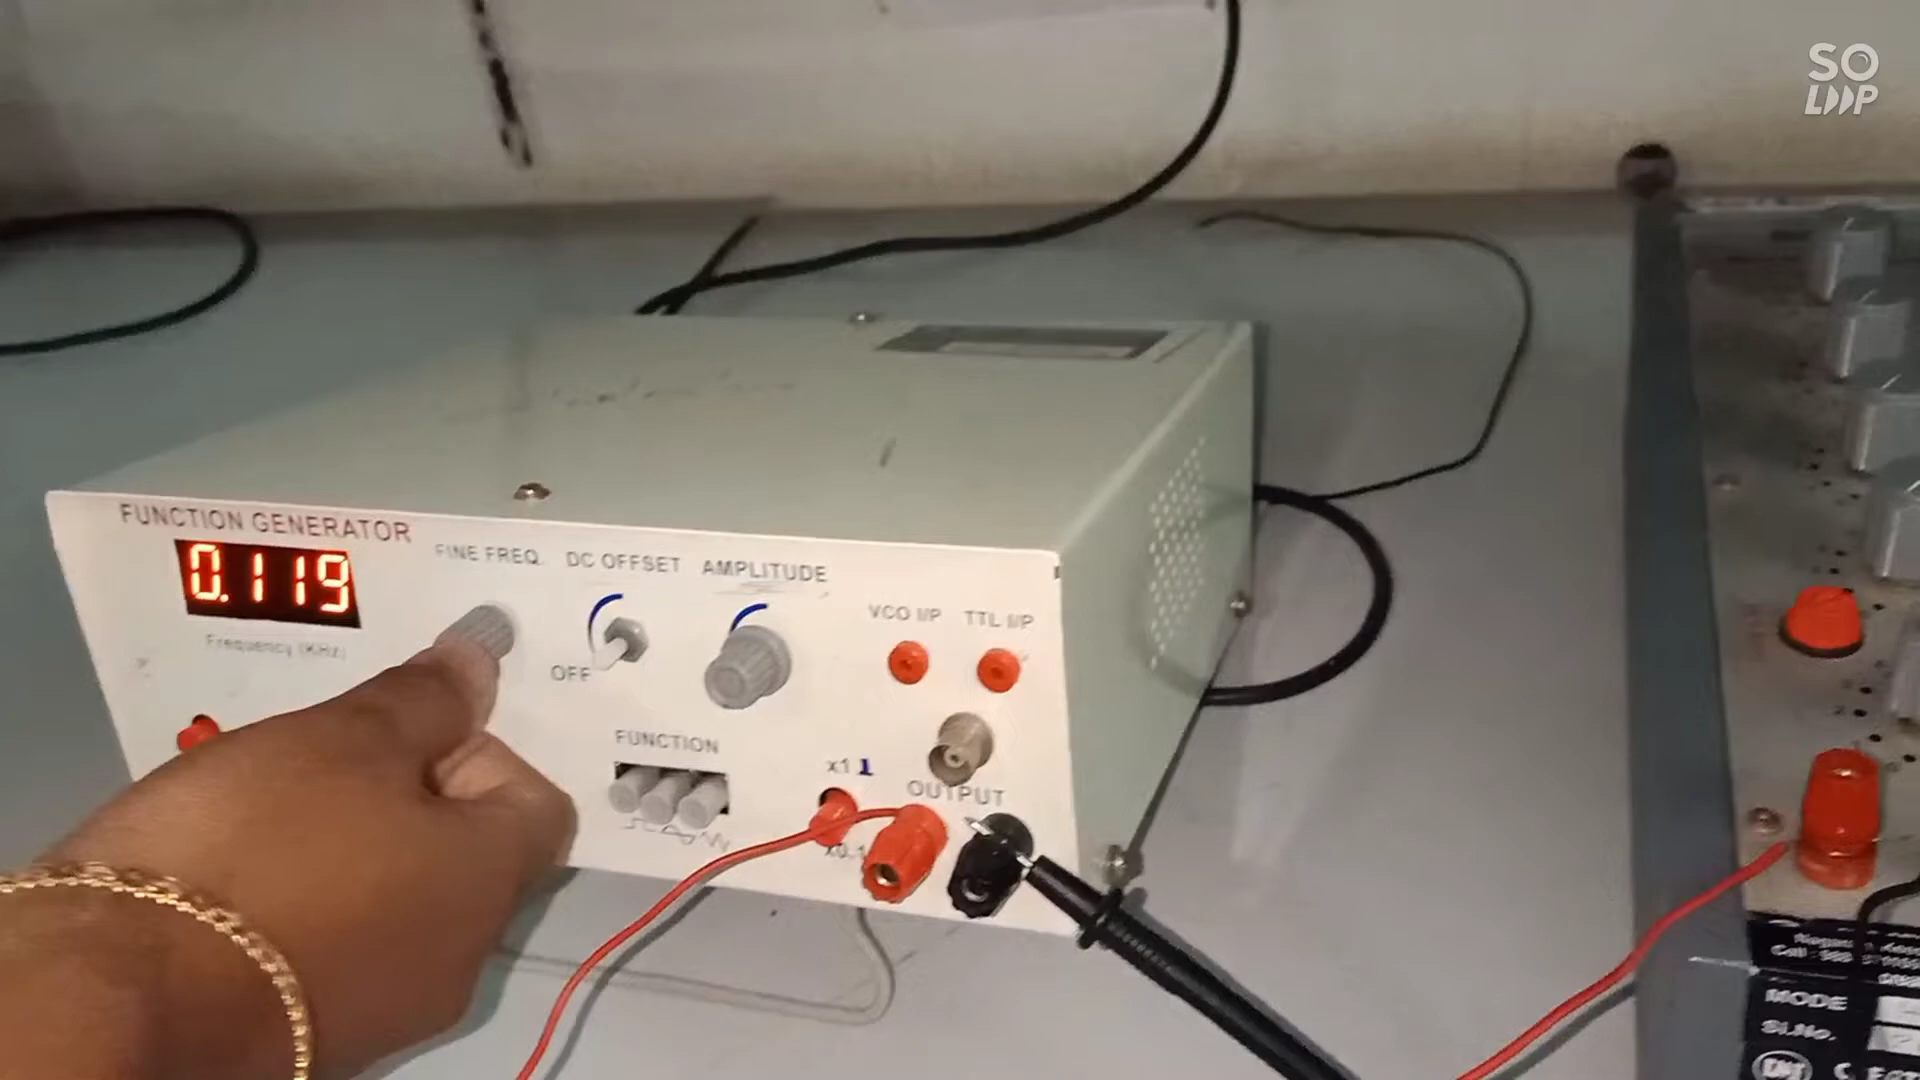 SO
LOOP
FUNCTION GENERATOR
0.119
Frequency (KHz)
FINE FREQ.
DC OFFSET
OFF
AMPLITUDE
VCO I/P
TTL I/P
FUNCTION
x1 1
OUTPUT
x0.1
MODE
Sl.No.